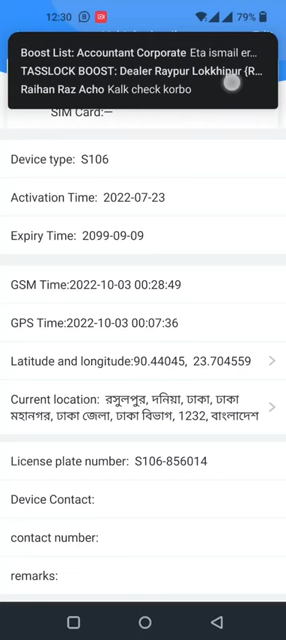 12:30
79%
Boost List: Accountant Corporate Eta ismail er...
TASSLOCK BOOST: Dealer Raypur Lokkhipur {R...
Raihan Raz Acho Kalk check korbo
SIM Card:—
Device type: S106
Activation Time: 2022-07-23
Expiry Time: 2099-09-09
GSM Time:2022-10-03 00:28:49
GPS Time:2022-10-03 00:07:36
Latitude and longitude:90.44045, 23.704559
Current location: রসুলপুর, দনিয়া, ঢাকা, ঢাকা
মহানগর, ঢাকা জেলা, ঢাকা বিভাগ, 1232, বাংলাদেশ
License plate number: S106-856014
Device Contact:
contact number:
remarks: